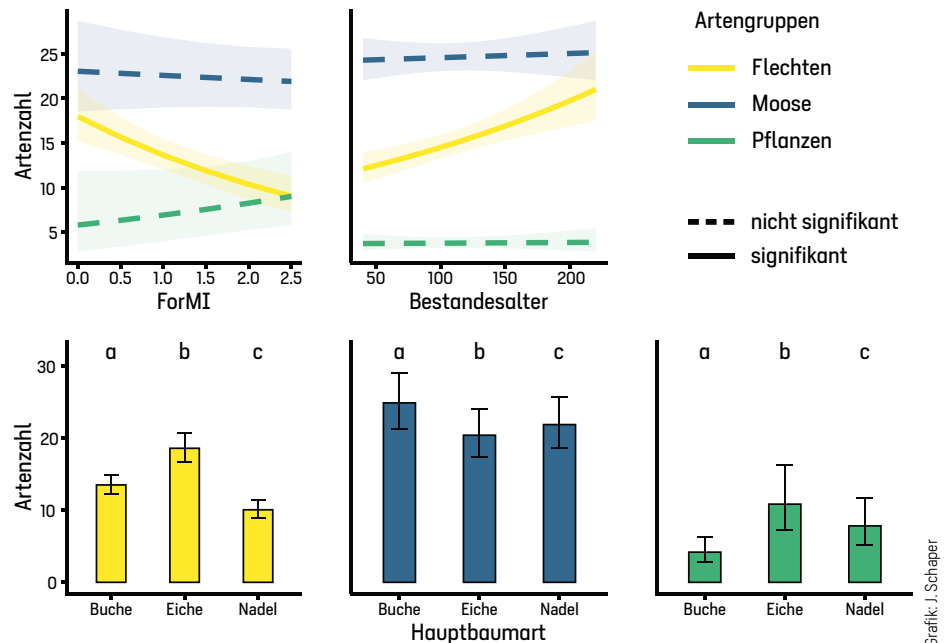 Artengruppen
Flechten
Moose
Pflanzen
nicht signifikant
signifikant
Artenzahl
25
20
15
10
5
0.0 0.5 1.0 1.5 2.0 2.5
ForMI
50 100 150 200
Bestandesalter
Artenzahl
30
20
10
0
a b c
Buche Eiche Nadel
a b c
Buche Eiche Nadel
a b c
Buche Eiche Nadel
Hauptbaumart
Grafik: J. Schaper